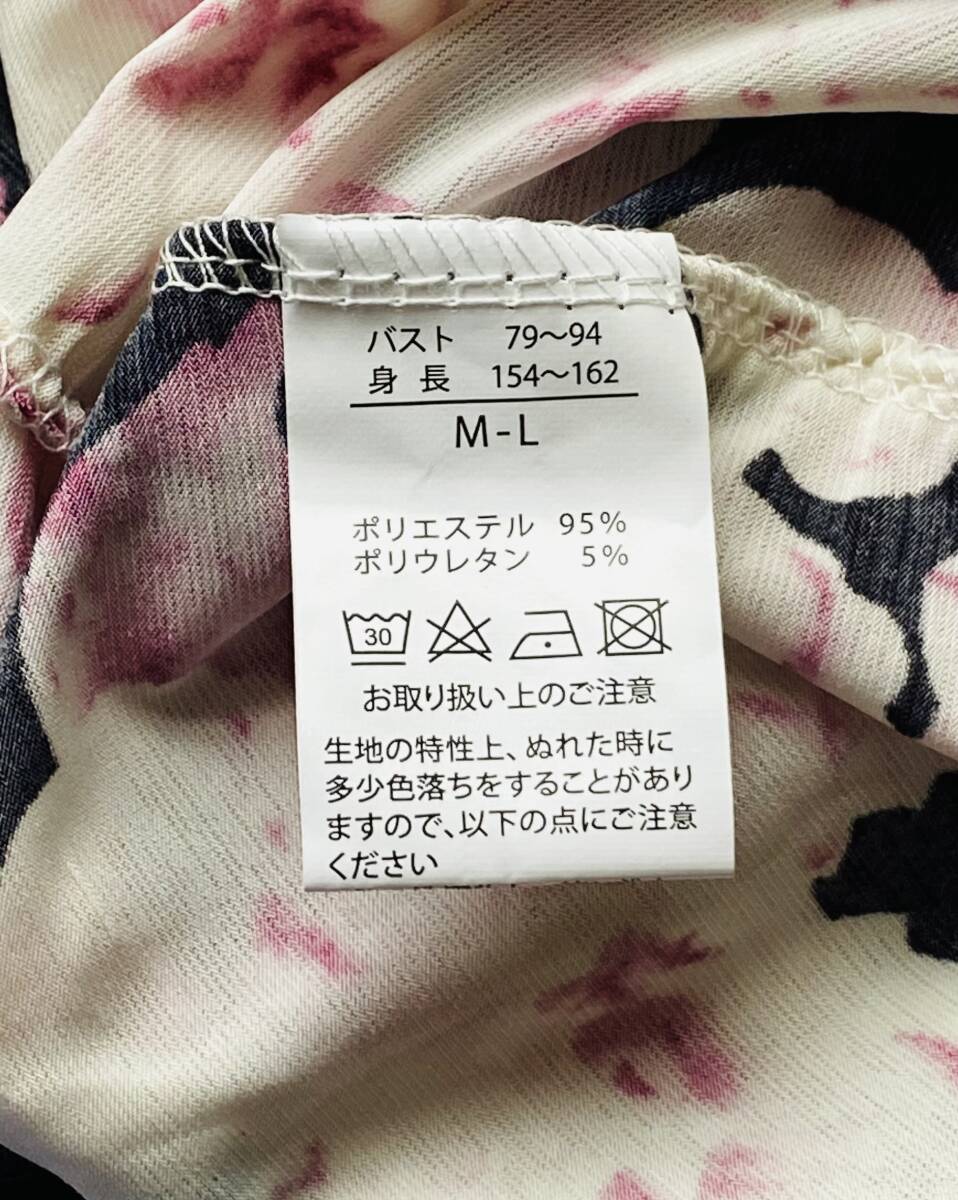 バスト 79～94
身長 154～162
M-L
ポリエステル 95%
ポリウレタン 5%
30
お取り扱い上のご注意
生地の特性上、ぬれた時に
多少色落ちをすることがあり
ますので、以下の点にご注意
ください